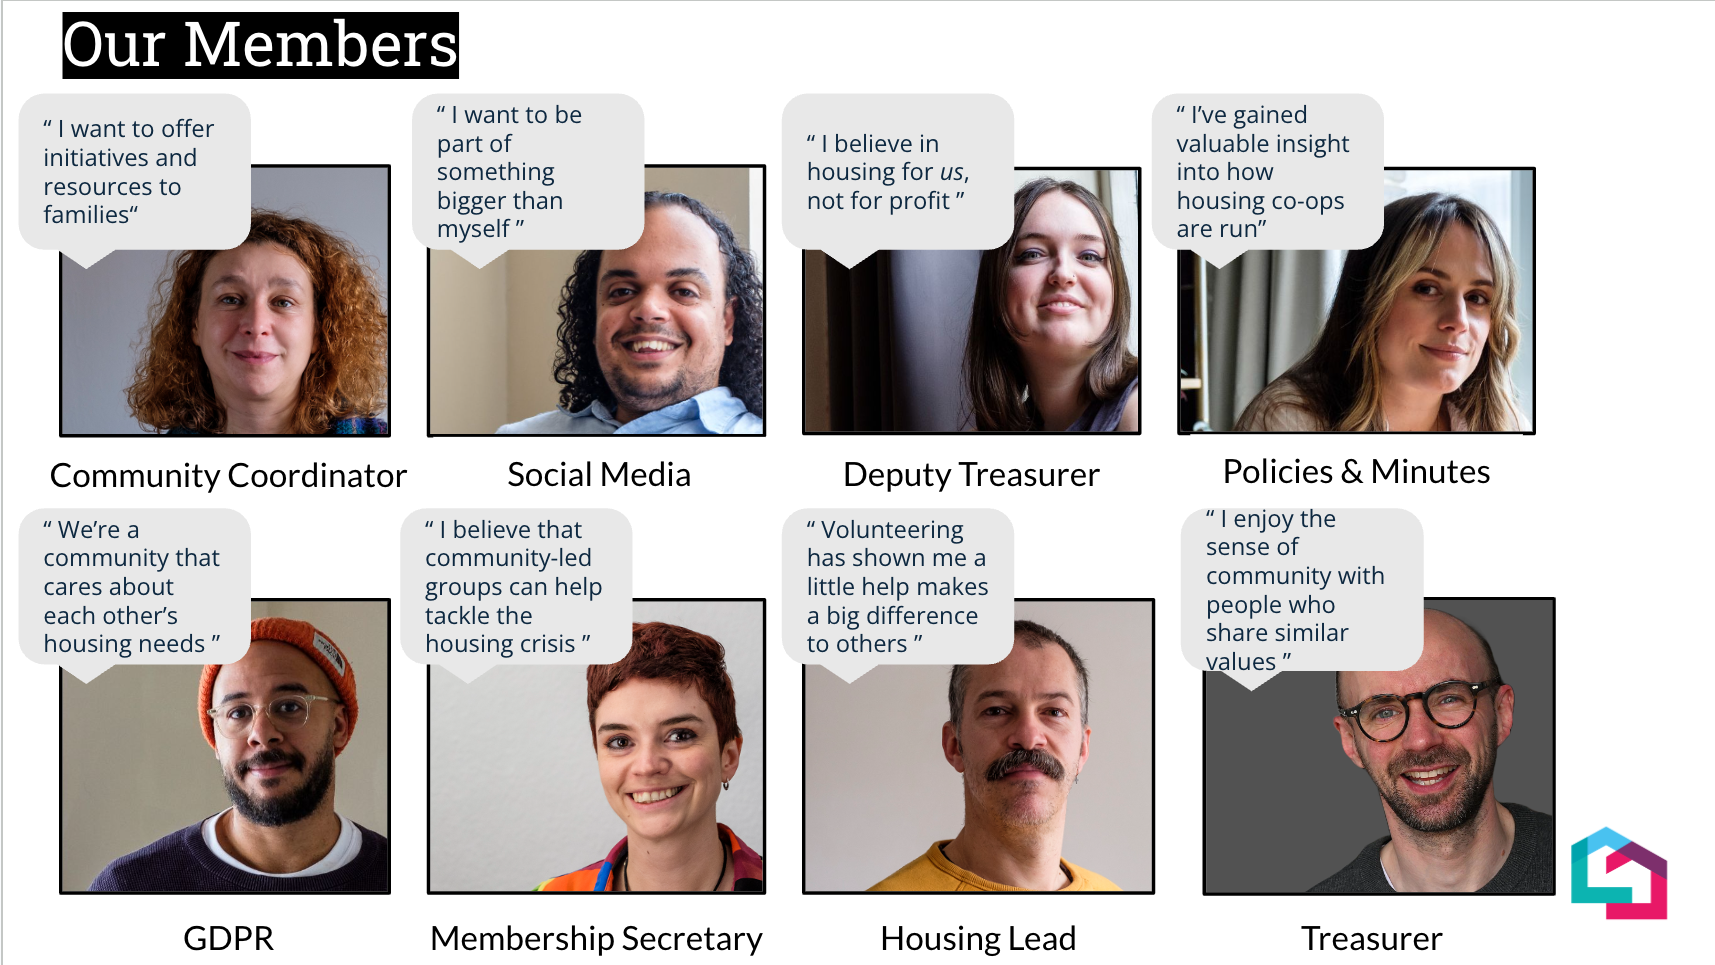 Our Members
“ I want to offer
initiatives and
resources to
families“
“ I want to be
part of
something
bigger than
myself ”
“ I believe in
housing for us,
not for profit ”
“ I’ve gained
valuable insight
into how
housing co-ops
are run”
Community Coordinator
Social Media
Deputy Treasurer
Policies & Minutes
“ We’re a
community that
cares about
each other’s
housing needs ”
“ I believe that
community-led
groups can help
tackle the
housing crisis ”
“ Volunteering
has shown me a
little help makes
a big difference
to others ”
“ I enjoy the
sense of
community with
people who
share similar
values ”
GDPR
Membership Secretary
Housing Lead
Treasurer